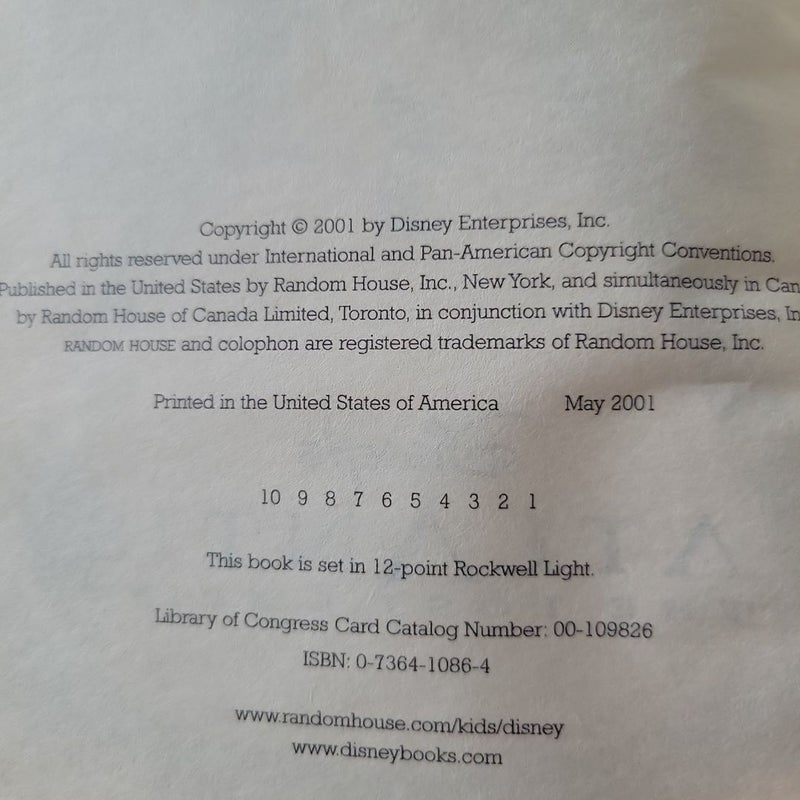 Copyright © 2001 by Disney Enterprises, Inc.
All rights reserved under International and Pan-American Copyright Conventions.
Published in the United States by Random House, Inc., New York, and simultaneously in Can
by Random House of Canada Limited, Toronto, in conjunction with Disney Enterprises, In
RANDOM HOUSE and colophon are registered trademarks of Random House, Inc.
Printed in the United States of America May 2001
10 9 8 7 6 5 4 3 2 1
This book is set in 12-point Rockwell Light.
Library of Congress Card Catalog Number: 00-109826
ISBN: 0-7364-1086-4
www.randomhouse.com/kids/disney
www.disneybooks.com